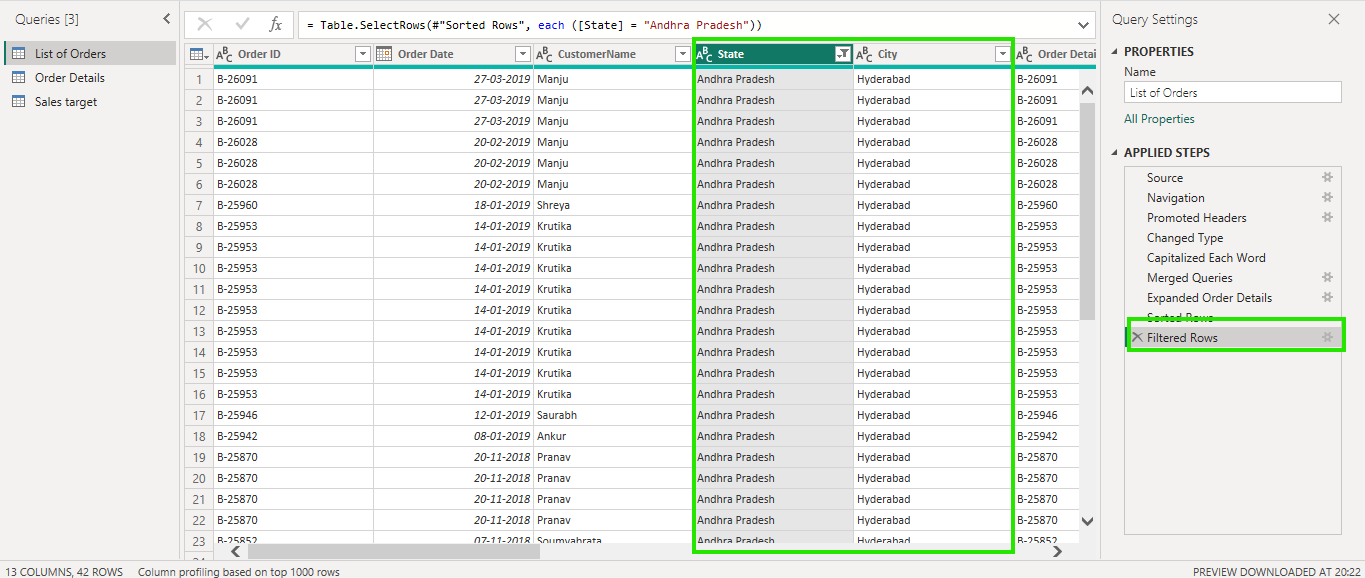 Queries [3]
List of Orders
Order Details
Sales target
fx = Table.SelectRows(#"Sorted Rows", each ([State] = "Andhra Pradesh"))
Order ID Order Date CustomerName State City Order Detai
1 B-26091 27-03-2019 Manju Andhra Pradesh Hyderabad B-26091
2 B-26091 27-03-2019 Manju Andhra Pradesh Hyderabad B-26091
3 B-26091 27-03-2019 Manju Andhra Pradesh Hyderabad B-26091
4 B-26028 20-02-2019 Manju Andhra Pradesh Hyderabad B-26028
5 B-26028 20-02-2019 Manju Andhra Pradesh Hyderabad B-26028
6 B-26028 20-02-2019 Manju Andhra Pradesh Hyderabad B-26028
7 B-25960 18-01-2019 Shreya Andhra Pradesh Hyderabad B-25960
8 B-25953 14-01-2019 Krutika Andhra Pradesh Hyderabad B-25953
9 B-25953 14-01-2019 Krutika Andhra Pradesh Hyderabad B-25953
10 B-25953 14-01-2019 Krutika Andhra Pradesh Hyderabad B-25953
11 B-25953 14-01-2019 Krutika Andhra Pradesh Hyderabad B-25953
12 B-25953 14-01-2019 Krutika Andhra Pradesh Hyderabad B-25953
13 B-25953 14-01-2019 Krutika Andhra Pradesh Hyderabad B-25953
14 B-25953 14-01-2019 Krutika Andhra Pradesh Hyderabad B-25953
15 B-25953 14-01-2019 Krutika Andhra Pradesh Hyderabad B-25953
16 B-25953 14-01-2019 Krutika Andhra Pradesh Hyderabad B-25953
17 B-25946 12-01-2019 Saurabh Andhra Pradesh Hyderabad B-25946
18 B-25942 08-01-2019 Ankur Andhra Pradesh Hyderabad B-25942
19 B-25870 20-11-2018 Pranav Andhra Pradesh Hyderabad B-25870
20 B-25870 20-11-2018 Pranav Andhra Pradesh Hyderabad B-25870
21 B-25870 20-11-2018 Pranav Andhra Pradesh Hyderabad B-25870
22 B-25870 20-11-2018 Pranav Andhra Pradesh Hyderabad B-25870
23 B-25852 07-11-2018 Soumyabrata Andhra Pradesh Hyderabad B-25852
Query Settings
PROPERTIES
Name
List of Orders
All Properties
APPLIED STEPS
Source
Navigation
Promoted Headers
Changed Type
Capitalized Each Word
Merged Queries
Expanded Order Details
Sorted Rows
Filtered Rows
13 COLUMNS, 42 ROWS Column profiling based on top 1000 rows
PREVIEW DOWNLOADED AT 20:22